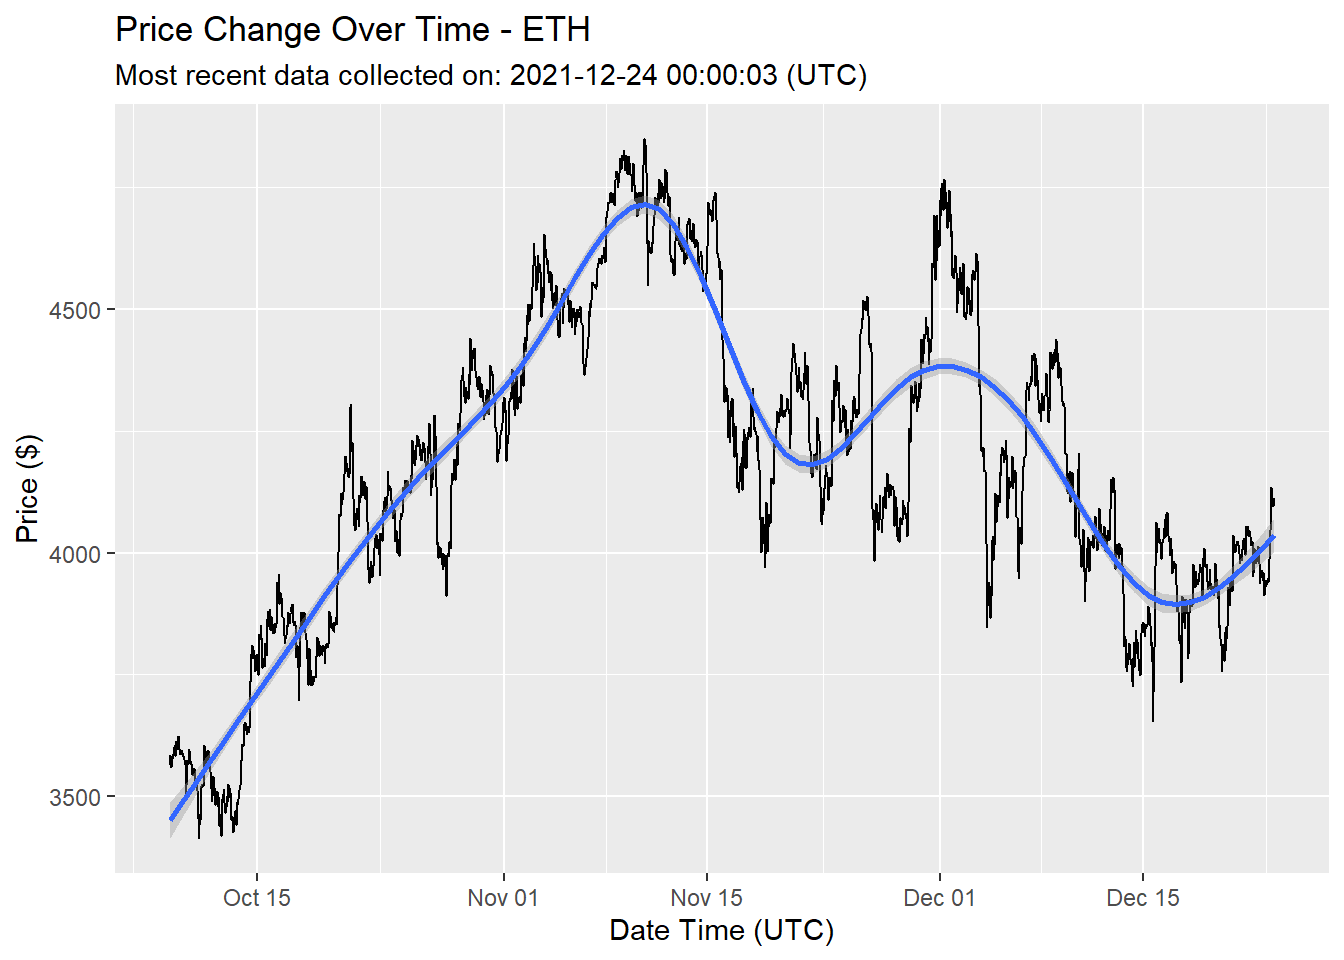 Price Change Over Time - ETH
Most recent data collected on: 2021-12-24 00:00:03 (UTC)
Price ($)
4500
4000
3500
Oct 15
Nov 01
Nov 15
Dec 01
Dec 15
Date Time (UTC)